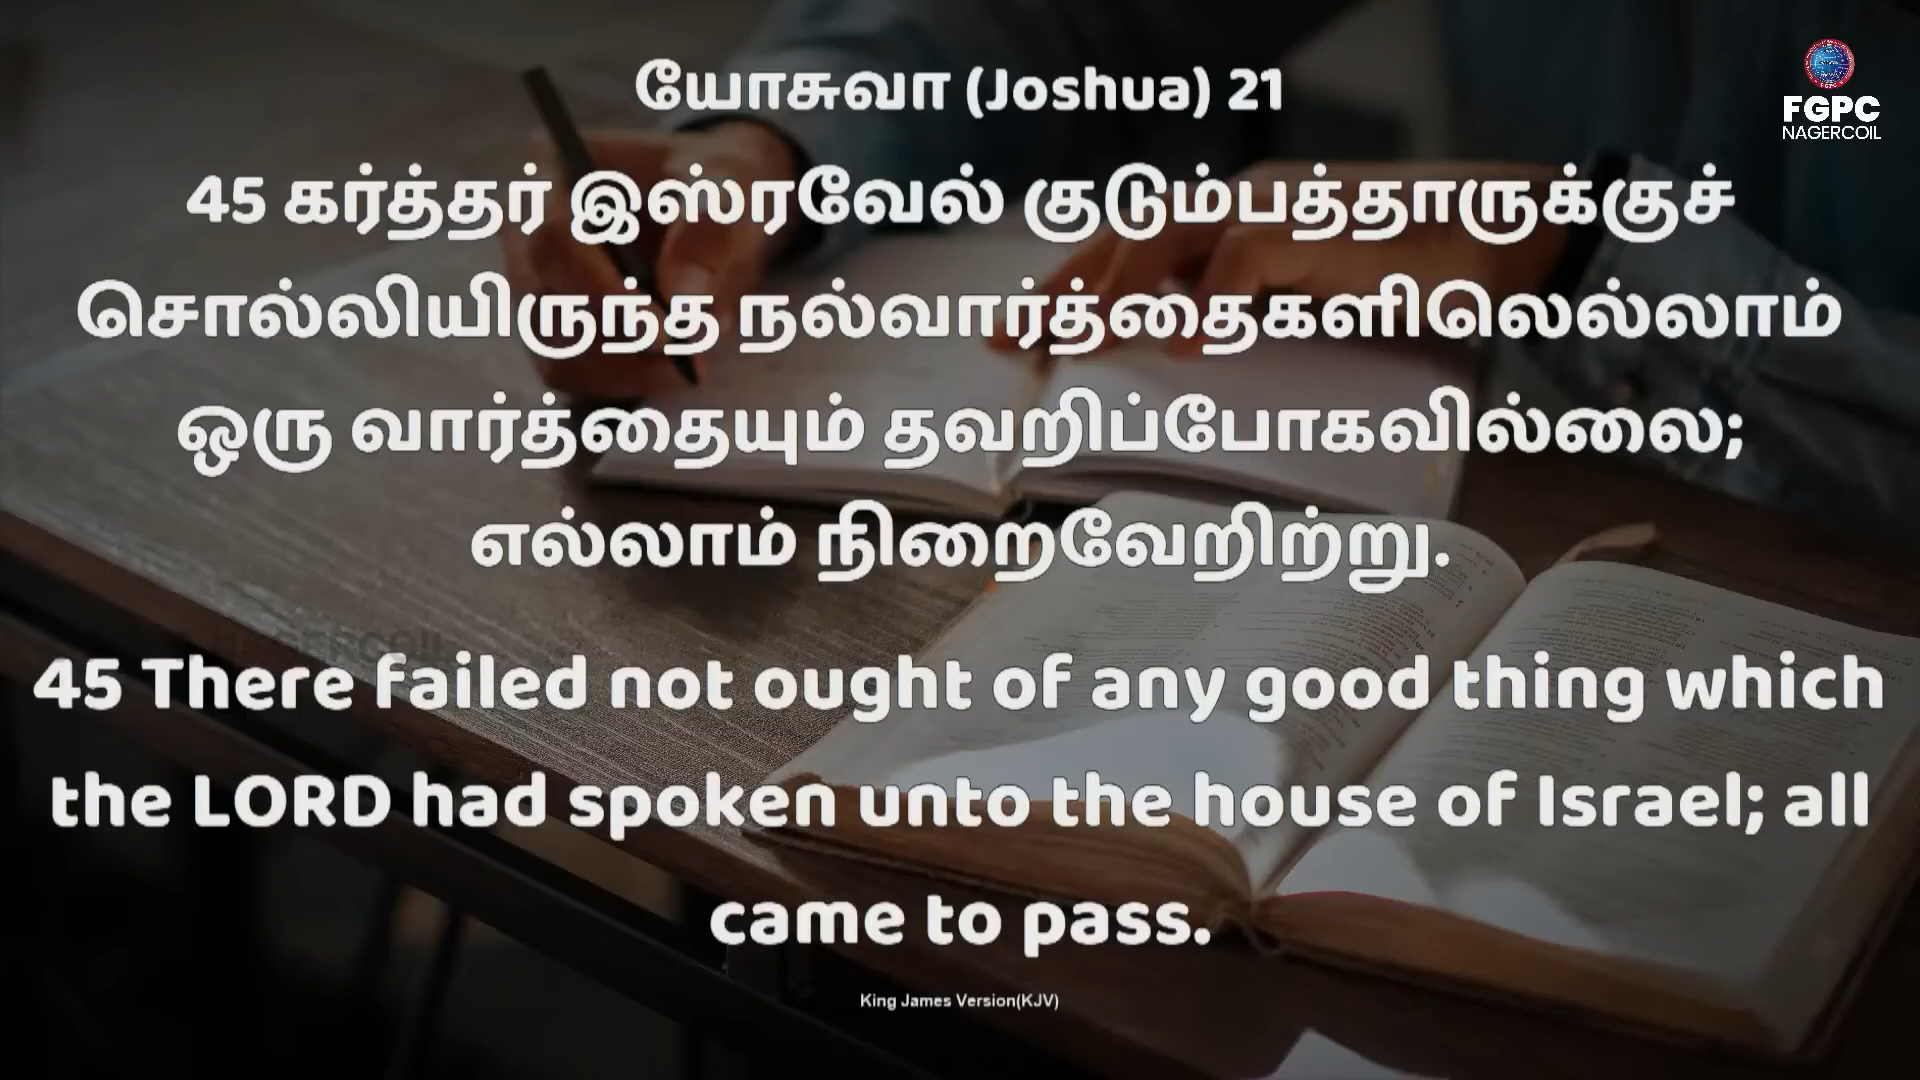 யோசுவா (Joshua) 21
FGPC
NAGERCOIL
45 கர்த்தர் இஸ்ரவேல் குடும்பத்தாருக்குச்
சொல்லியிருந்த நல்வார்த்தைகளிலெல்லாம்
ஒரு வார்த்தையும் தவறிப்போகவில்லை;
எல்லாம் நிறைவேறிற்று.
45 There failed not ought of any good thing which
the LORD had spoken unto the house of Israel; all
came to pass.
King James Version(KJV)